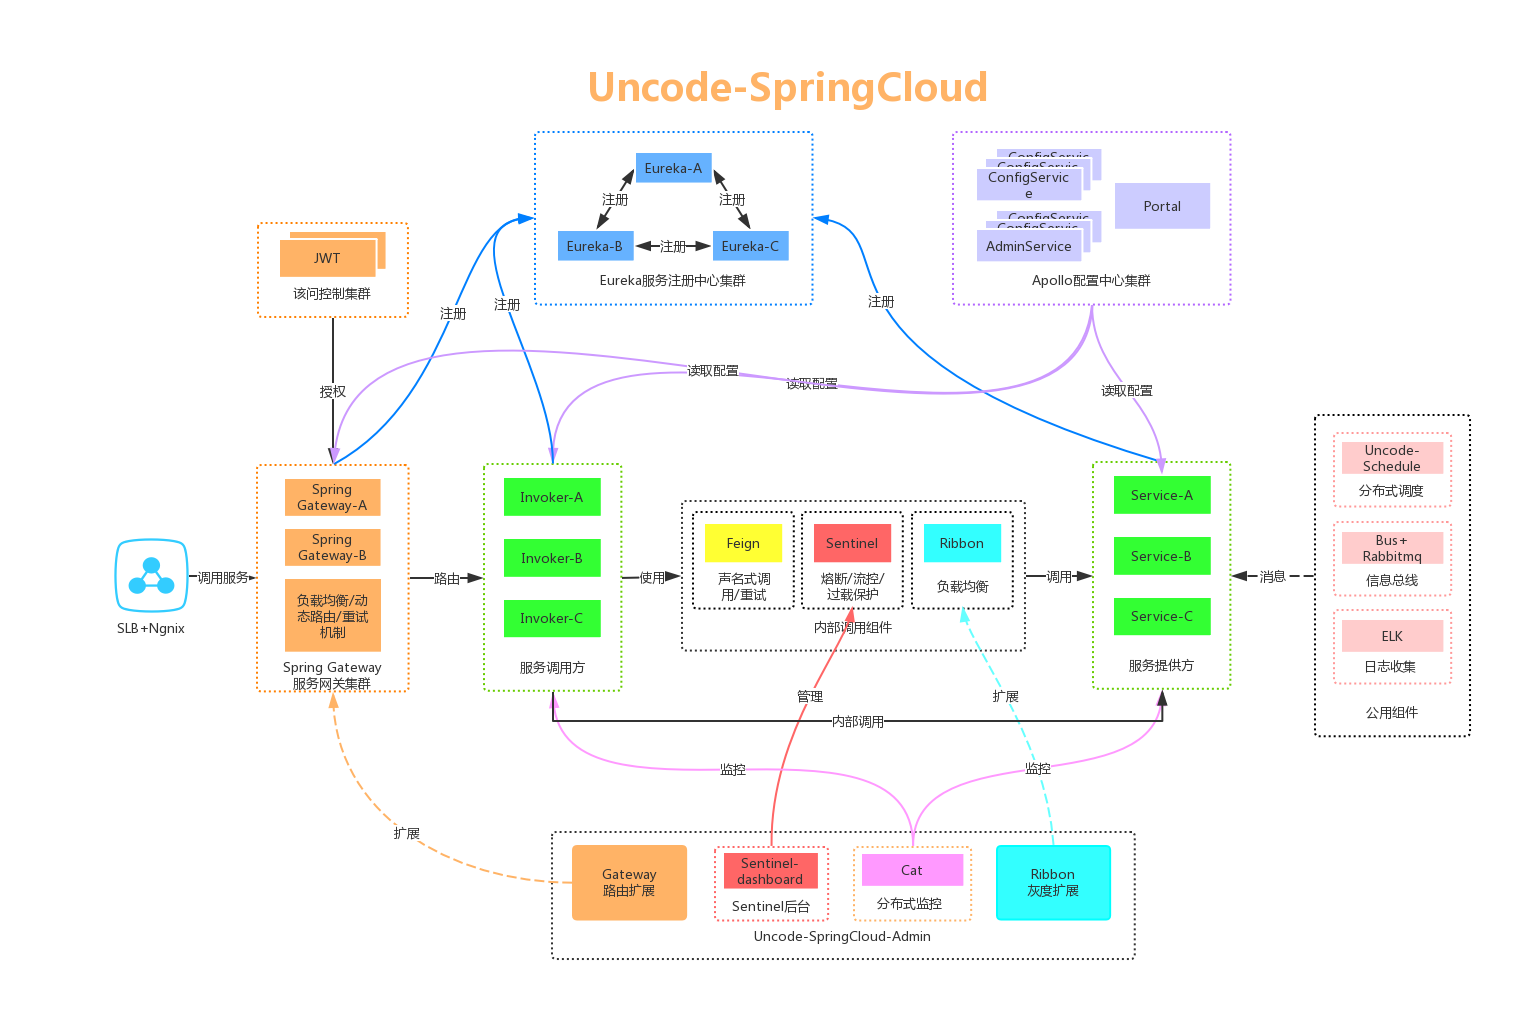 Uncode-SpringCloud
Eureka-A
注册
注册
Eureka-B
注册
Eureka-C
Eureka服务注册中心集群
ConfigServic
ConfigServic
ConfigServic
e
Portal
ConfigServic
ConfigServic
AdminService
Apollo配置中心集群
JWT
该问控制集群
授权
注册
注册
注册
读取配置
读取配置
读取配置
SLB+Ngnix
调用服务
Spring
Gateway-A
Spring
Gateway-B
负载均衡/动
态路由/重试
机制
Spring Gateway
服务网关集群
路由
Invoker-A
Invoker-B
Invoker-C
服务调用方
使用
Feign
声名式调
用/重试
Sentinel
熔断/流控/
过载保护
Ribbon
负载均衡
内部调用组件
调用
Service-A
Service-B
Service-C
服务提供方
消息
Uncode-
Schedule
分布式调度
Bus+
Rabbitmq
信息总线
ELK
日志收集
公用组件
管理
扩展
内部调用
监控
监控
扩展
Gateway
路由扩展
Sentinel-
dashboard
Sentinel后台
Cat
分布式监控
Ribbon
灰度扩展
Uncode-SpringCloud-Admin